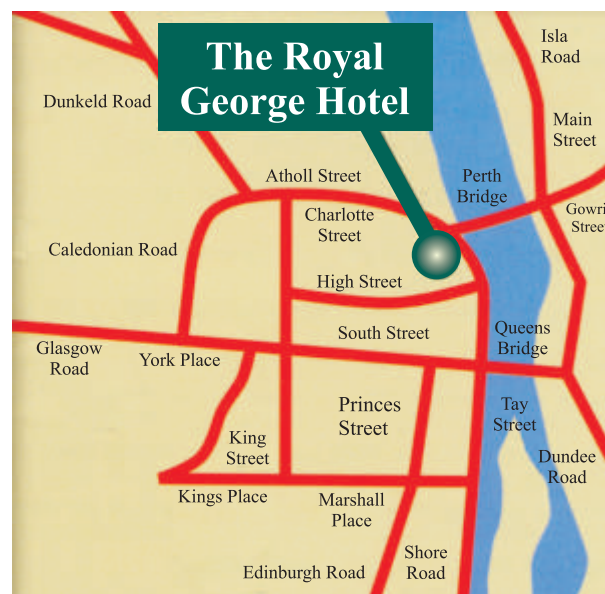 The Royal
George Hotel
Isla
Road
Dunkeld Road
Main
Street
Atholl Street
Perth
Bridge
Charlotte
Street
Gowri
Street
Caledonian Road
High Street
South Street
Queens
Bridge
Glasgow
Road
York Place
Princes
Street
Tay
Street
King
Street
Dundee
Road
Kings Place
Marshall
Place
Shore
Road
Edinburgh Road